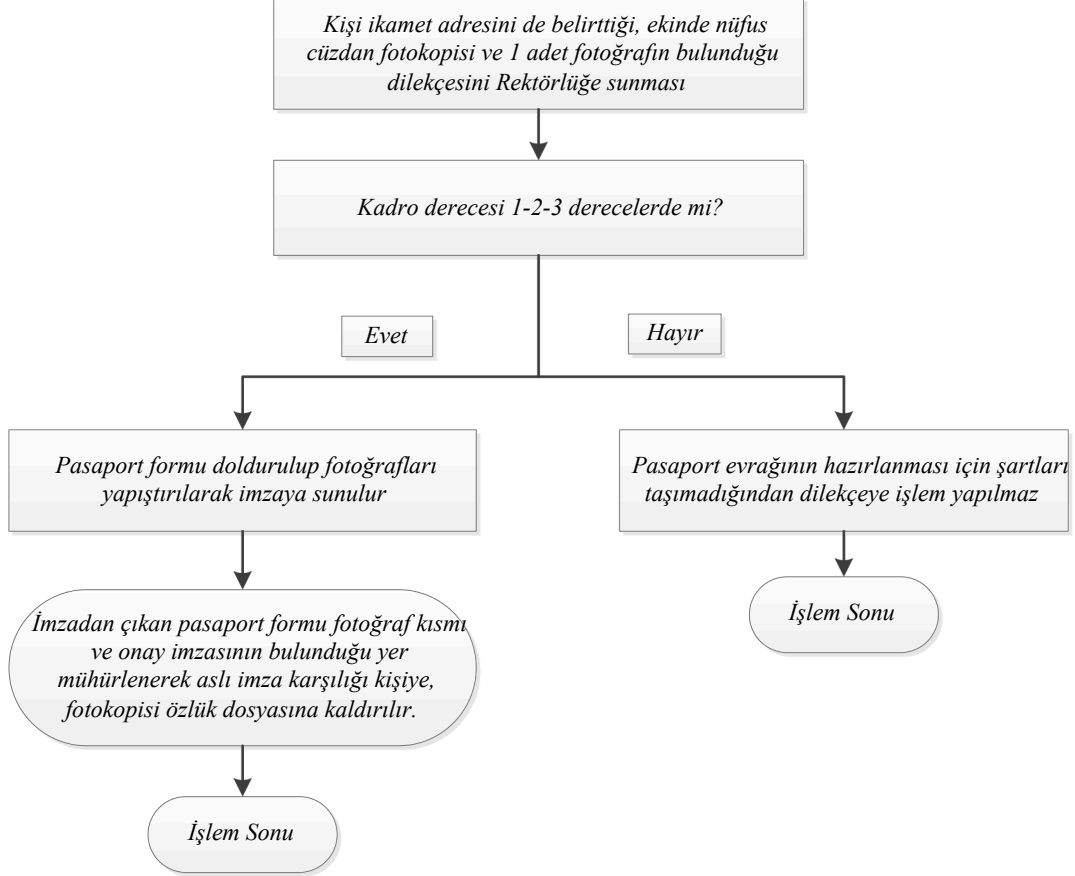 Kişi ikamet adresini de belirttiği, ekinde nüfus
cüzdan fotokopisi ve 1 adet fotoğrafın bulunduğu
dilekçesini Rektörlüğe sunması
Kadro derecesi 1-2-3 derecelerde mi?
Evet
Hayır
Pasaport formu doldurulup fotoğrafları
yapıştırılarak imzaya sunulur
Pasaport evrağının hazırlanması için şartları
taşımadığından dilekçeye işlem yapılmaz
İmzadan çıkan pasaport formu fotoğraf kısmı
ve onay imzasının bulunduğu yer
mühürlenerek aslı imza karşılığı kişiye,
fotokopisi özlük dosyasına kaldırılır.
İşlem Sonu
İşlem Sonu